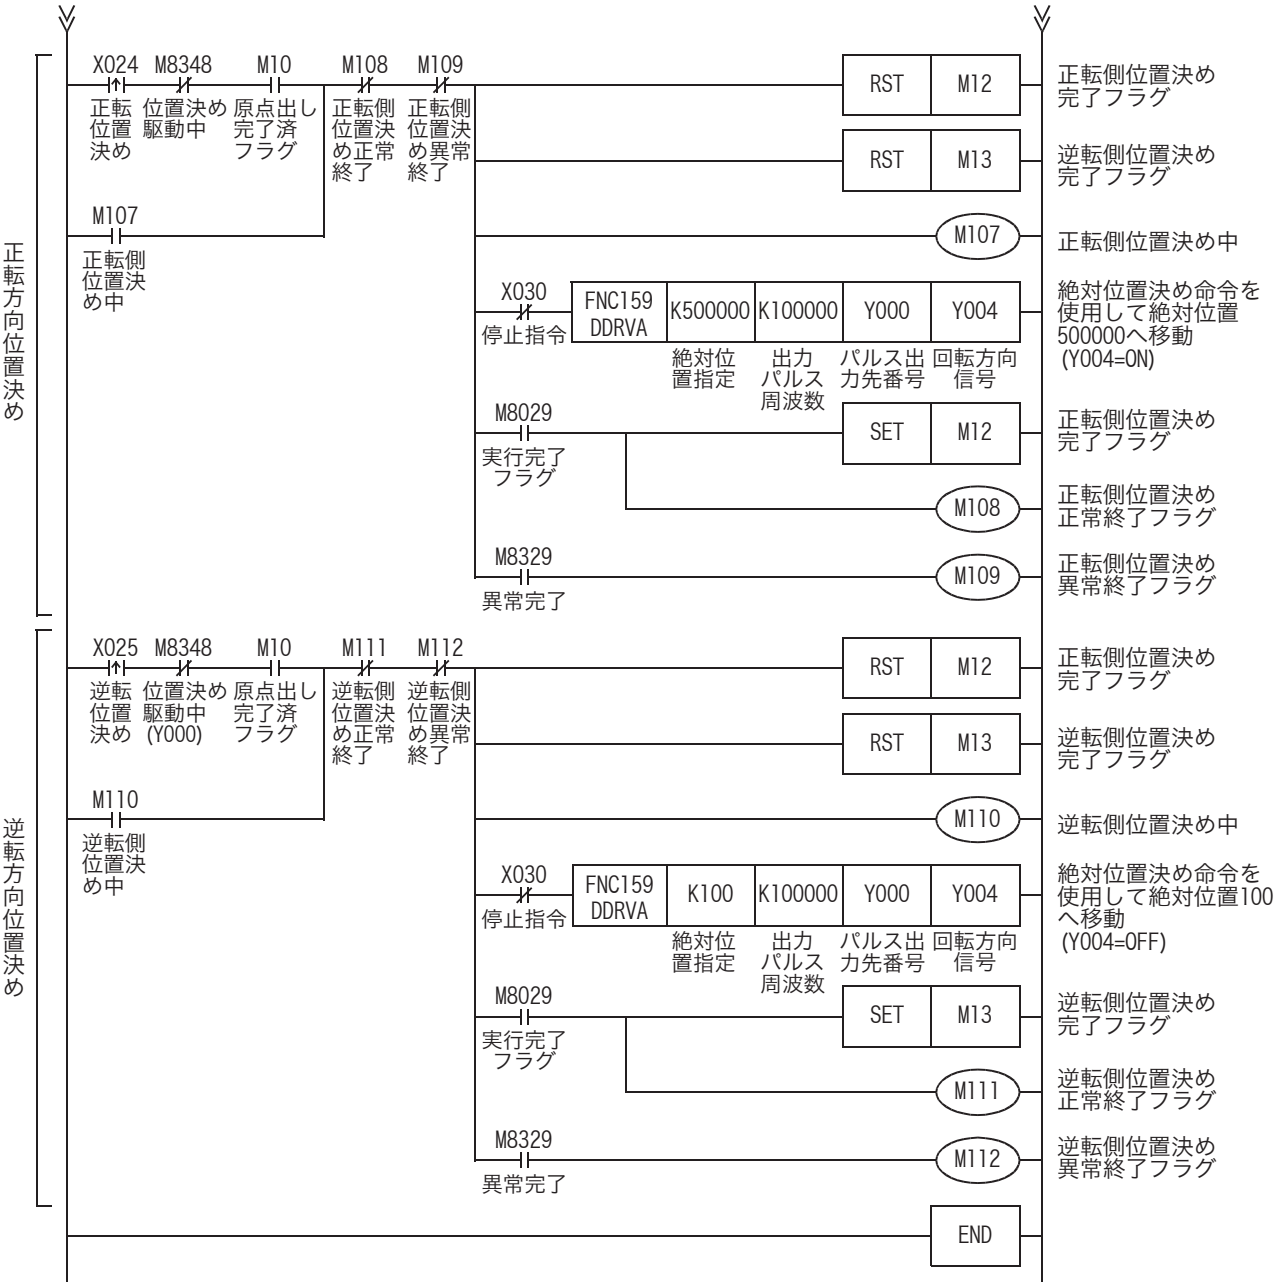 正転方向位置決め
X024 M8348 M10 M108 M109
正転 位置決め 原点出し 正転側 正転側
位置 駆動中 完了済 位置決 位置決
決め フラグ め正常 め異常
終了 終了
RST M12
正転側位置決め
完了フラグ
RST M13
逆転側位置決め
完了フラグ
M107
正転側
位置決
め中
M107
正転側位置決め中
X030
停止指令
FNC159
DDRVA
K500000 K100000 Y000 Y004
絶対位 出力 パルス出 回転方向
置指定 パルス 力先番号 信号
周波数
絶対位置決め命令を
使用して絶対位置
500000へ移動
(Y004=ON)
M8029
実行完了
フラグ
SET M12
正転側位置決め
完了フラグ
M108
正転側位置決め
正常終了フラグ
M8329
異常完了
M109
正転側位置決め
異常終了フラグ
逆転方向位置決め
X025 M8348 M10 M111 M112
逆転 位置決め 原点出し 逆転側 逆転側
位置 駆動中 完了済 位置決 位置決
決め (Y000) フラグ め正常 め異常
終了 終了
RST M12
正転側位置決め
完了フラグ
RST M13
逆転側位置決め
完了フラグ
M110
逆転側
位置決
め中
M110
逆転側位置決め中
X030
停止指令
FNC159
DDRVA
K100 K100000 Y000 Y004
絶対位 出力 パルス出 回転方向
置指定 パルス 力先番号 信号
周波数
絶対位置決め命令を
使用して絶対位置100
へ移動
(Y004=OFF)
M8029
実行完了
フラグ
SET M13
逆転側位置決め
完了フラグ
M111
逆転側位置決め
正常終了フラグ
M8329
異常完了
M112
逆転側位置決め
異常終了フラグ
END